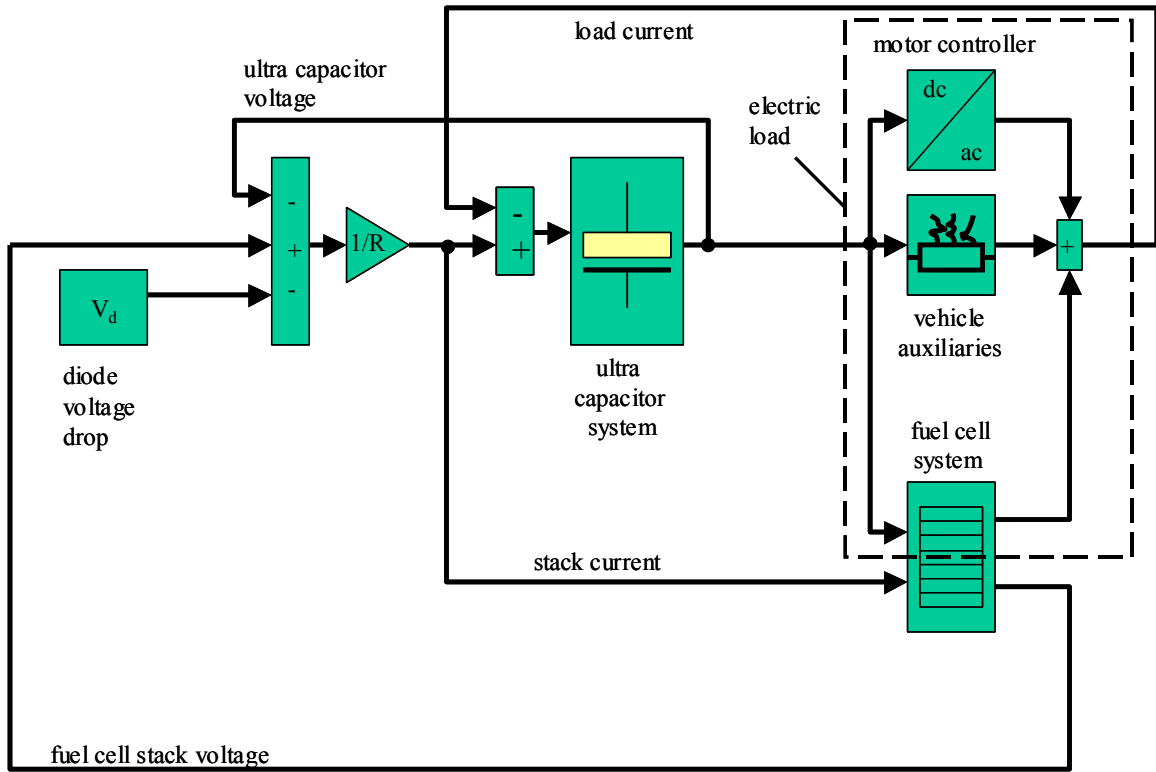 load current
motor controller
ultra capacitor
voltage
electric
load
dc
ac
-
+
-
1/R
-
+
+
V_d
diode
voltage
drop
ultra
capacitor
system
vehicle
auxiliaries
fuel cell
system
stack current
fuel cell stack voltage